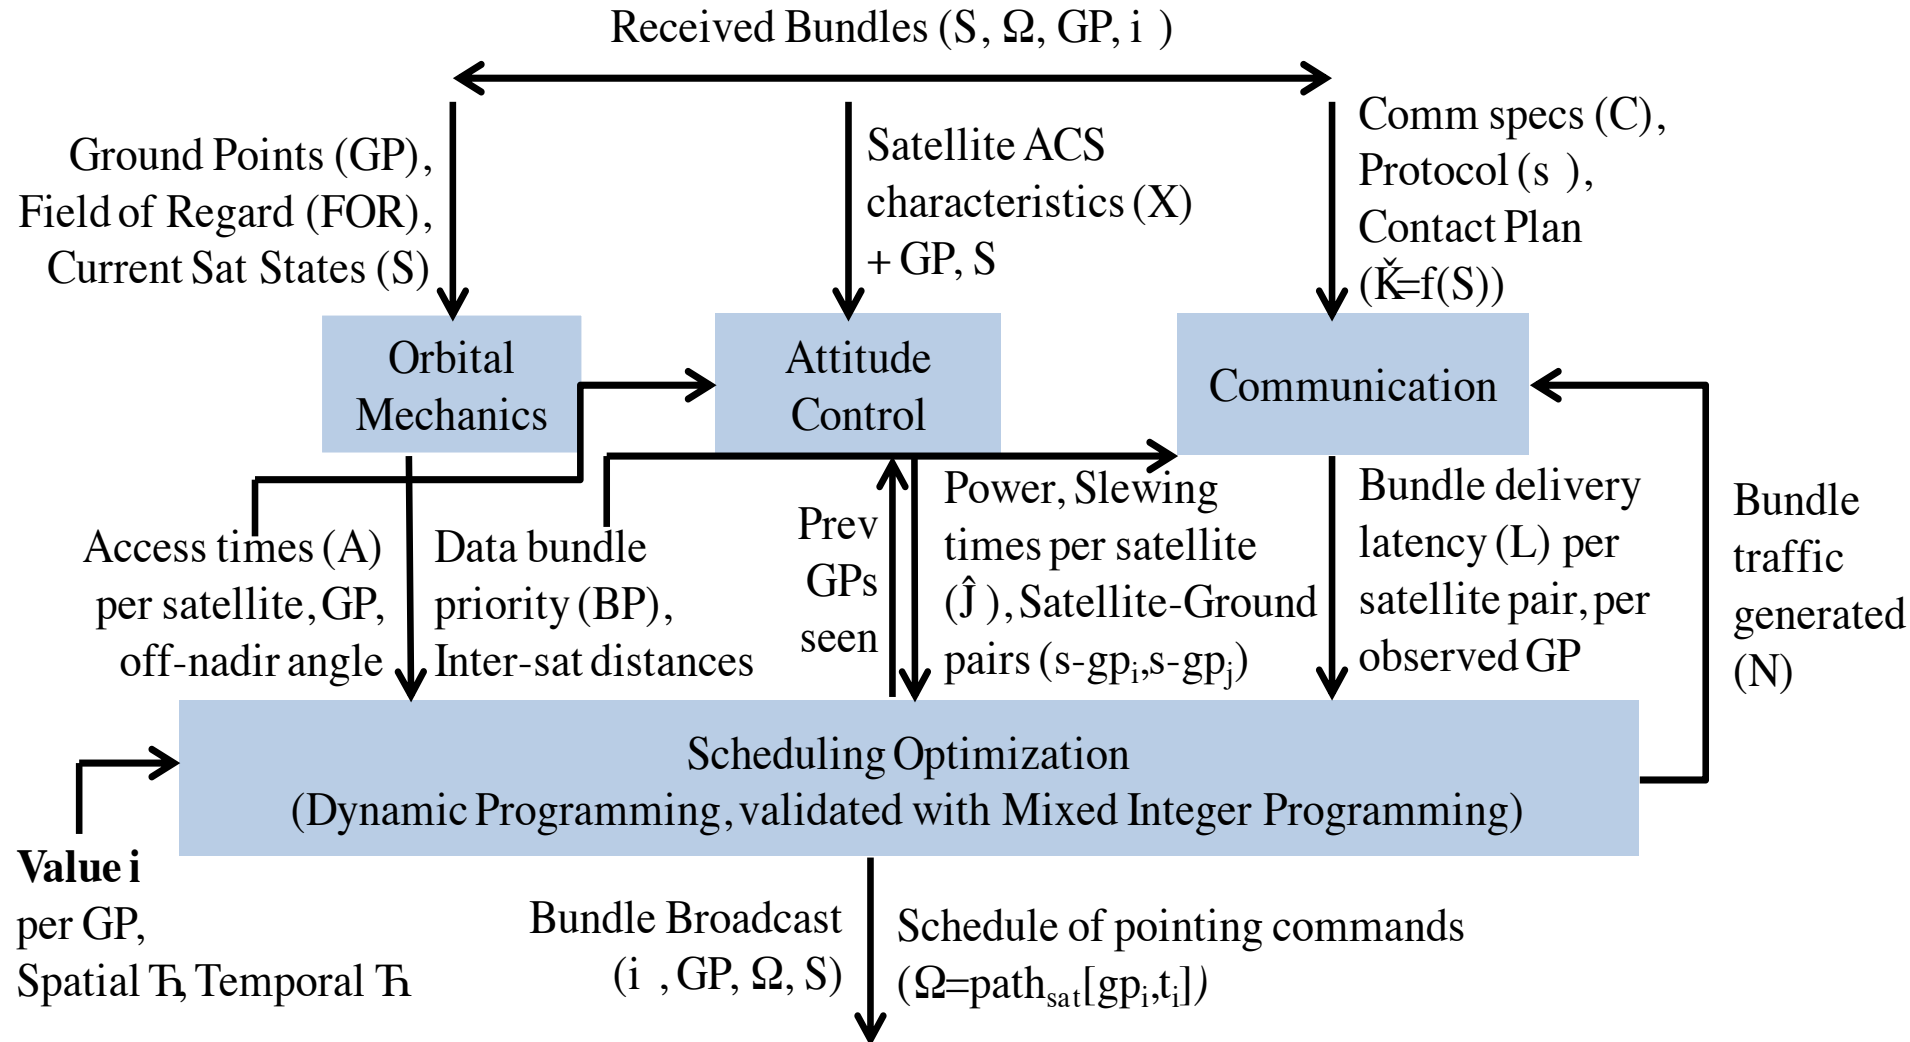 Received Bundles (S, Ω, GP, i )
Ground Points (GP),
Field of Regard (FOR),
Current Sat States (S)
Satellite ACS
characteristics (X)
+ GP, S
Comm specs (C),
Protocol (s ),
Contact Plan
(Ǩ=f(S))
Orbital
Mechanics
Attitude
Control
Communication
Access times (A)
per satellite, GP,
off-nadir angle
Data bundle
priority (BP),
Inter-sat distances
Prev
GPs
seen
Power, Slewing
times per satellite
(Ĵ ), Satellite-Ground
pairs (s-gpᵢ,s-gpⱼ)
Bundle delivery
latency (L) per
satellite pair, per
observed GP
Bundle
traffic
generated
(N)
Scheduling Optimization
(Dynamic Programming, validated with Mixed Integer Programming)
Value i
per GP,
Spatial Ћ, Temporal Ћ
Bundle Broadcast
(i , GP, Ω, S)
Schedule of pointing commands
(Ω=path_sat[gpᵢ,tᵢ])